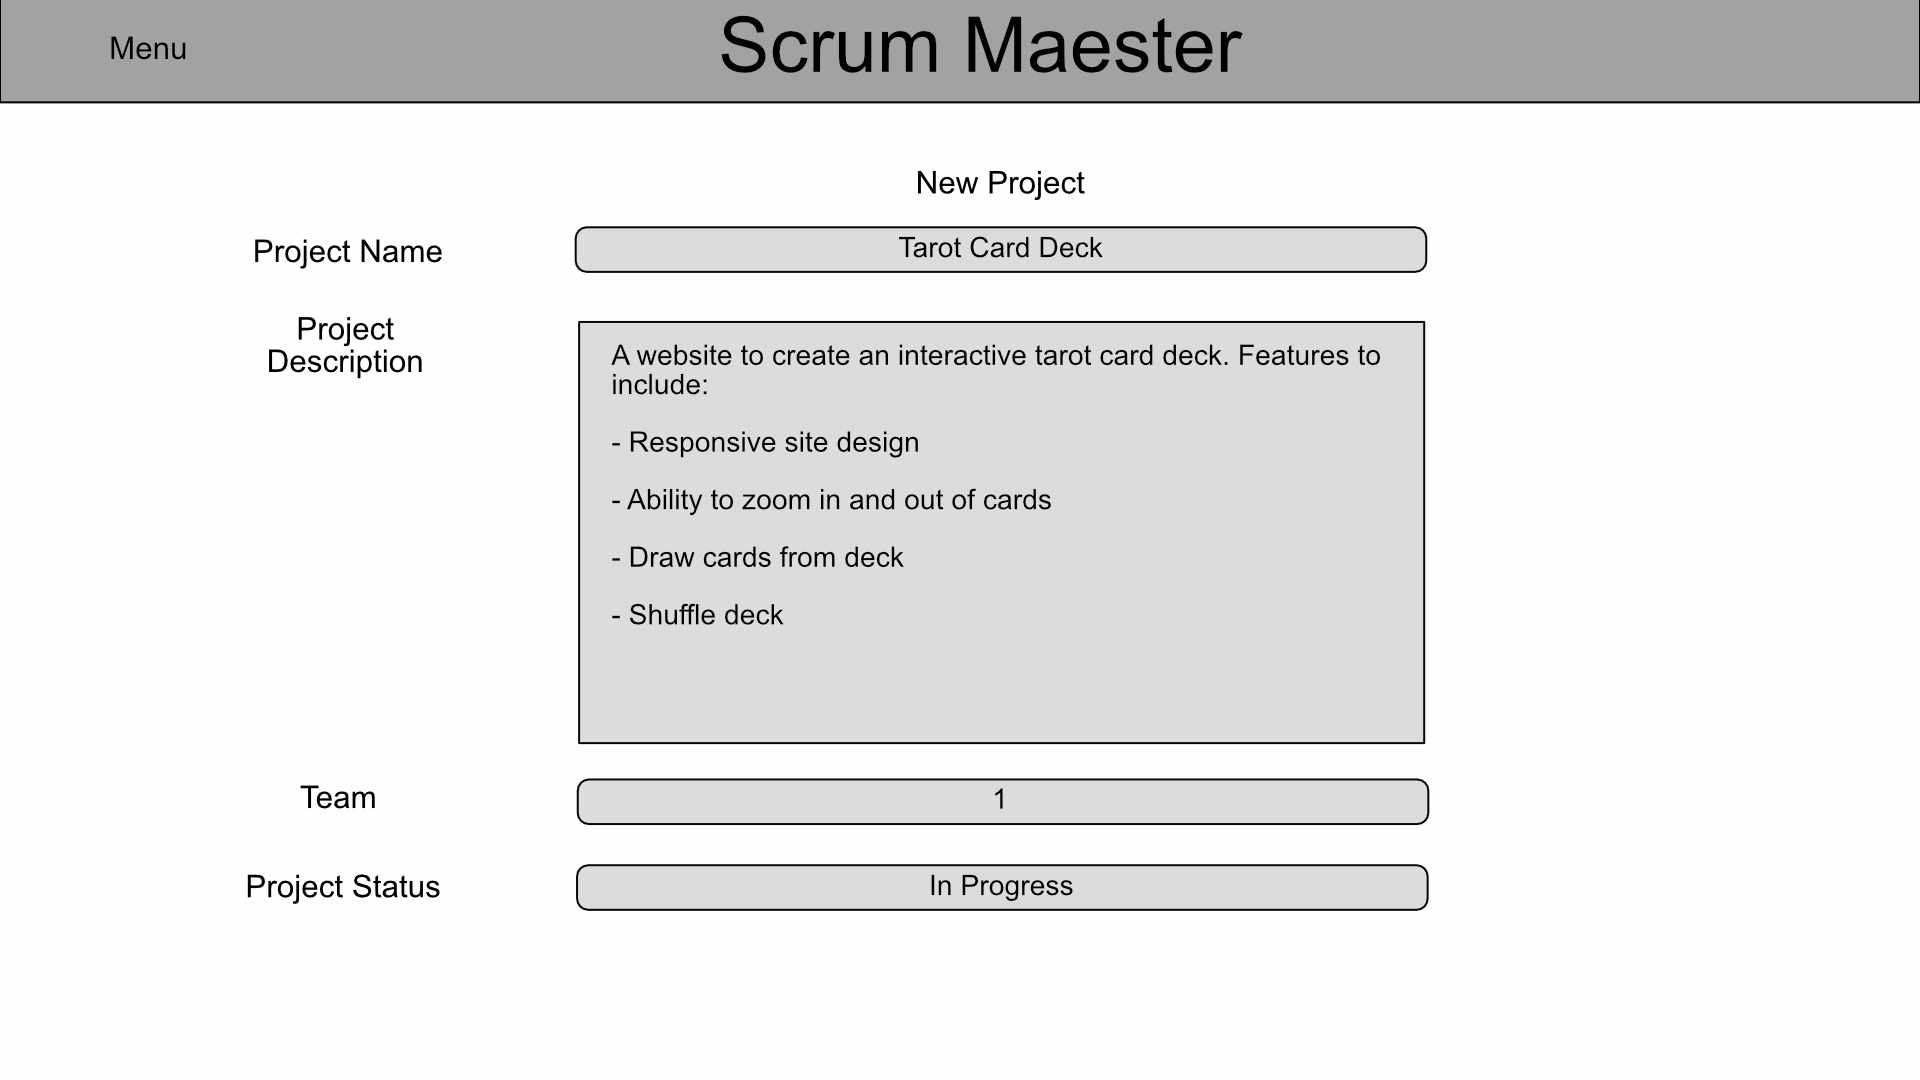 Menu
Scrum Maester
New Project
Project Name
Tarot Card Deck
Project
Description
A website to create an interactive tarot card deck. Features to
include:
- Responsive site design
- Ability to zoom in and out of cards
- Draw cards from deck
- Shuffle deck
Team
1
Project Status
In Progress